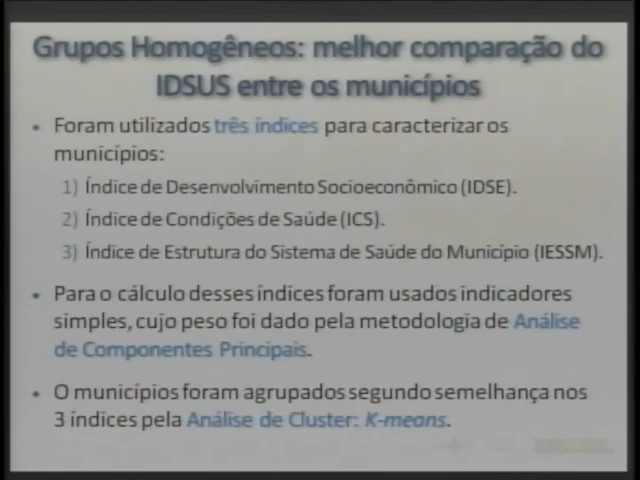 Grupos Homogêneos: melhor comparação do
IDSUS entre os municípios
• Foram utilizados três índices para caracterizar os
municípios:
1) Índice de Desenvolvimento Socioeconômico (IDSE).
2) Índice de Condições de Saúde (ICS).
3) Índice de Estrutura do Sistema de Saúde do Município (IESSM).
• Para o cálculo desses índices foram usados indicadores
simples, cujo peso foi dado pela metodologia de Análise
de Componentes Principais.
• O municípios foram agrupados segundo semelhança nos
3 índices pela Análise de Cluster: K-means.